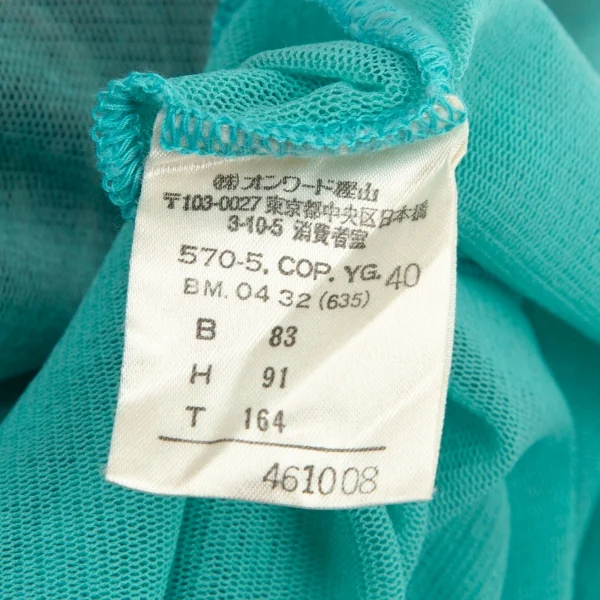 ㈱オンワード樫山
〒103-0027 東京都中央区日本橋
3-10-5 消費者室
570-5. COP. YG. 40
BM. 04 32 (635)
B 83
H 91
T 164
461008